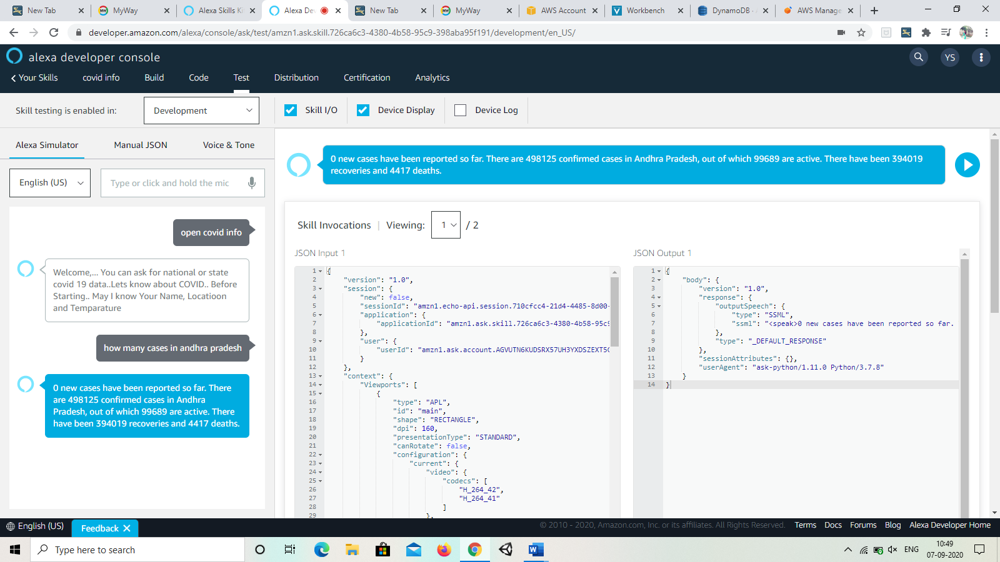 New Tab
MyWay
Alexa Skills Ki
Alexa Dev
New Tab
MyWay
AWS Account
Workbench
DynamoDB ·
AWS Manage
developer.amazon.com/alexa/console/ask/test/amzn1.ask.skill.726ca6c3-4380-4b58-95c9-398aba95f191/development/en_US/
alexa developer console
YS
Your Skills
covid info
Build
Code
Test
Distribution
Certification
Analytics
Skill testing is enabled in:
Development
Skill I/O
Device Display
Device Log
Alexa Simulator
Manual JSON
Voice & Tone
English (US)
Type or click and hold the mic
open covid info
Welcome,... You can ask for national or state
covid 19 data..Lets know about COVID.. Before
Starting.. May I know Your Name, Locatioon
and Temparature
how many cases in andhra pradesh
0 new cases have been reported so far. There
are 498125 confirmed cases in Andhra
Pradesh, out of which 99689 are active. There
have been 394019 recoveries and 4417 deaths.
0 new cases have been reported so far. There are 498125 confirmed cases in Andhra Pradesh, out of which 99689 are active. There have been 394019
recoveries and 4417 deaths.
Skill Invocations | Viewing: 1 / 2
JSON Input 1
1 {
2 "version": "1.0",
3 "session": {
4 "new": false,
5 "sessionId": "amzn1.echo-api.session.710cfcc4-21d4-4485-8d00-
6 "application": {
7 "applicationId": "amzn1.ask.skill.726ca6c3-4380-4b58-95c9
8 },
9 "user": {
10 "userId": "amzn1.ask.account.AGVUTN6KUDSRX57UH3YXDSZEXT5
11 }
12 },
13 "context": {
14 "Viewports": [
15 {
16 "type": "APL",
17 "id": "main",
18 "shape": "RECTANGLE",
19 "dpi": 160,
20 "presentationType": "STANDARD",
21 "canRotate": false,
22 "configuration": {
23 "current": {
24 "video": {
25 "codecs": [
26 "H_264_42",
27 "H_264_41"
28 ]
29 },
JSON Output 1
1 {
2 "body": {
3 "version": "1.0",
4 "response": {
5 "outputSpeech": {
6 "type": "SSML",
7 "ssml": "<speak>0 new cases have been reported so far.
8 },
9 "type": "_DEFAULT_RESPONSE"
10 },
11 "sessionAttributes": {},
12 "userAgent": "ask-python/1.11.0 Python/3.7.8"
13 }
14 }
English (US)
Feedback
© 2010 - 2020, Amazon.com, Inc. or its affiliates. All Rights Reserved.
Terms
Docs
Forums
Blog
Alexa Developer Home
Type here to search
ENG
10:49
07-09-2020